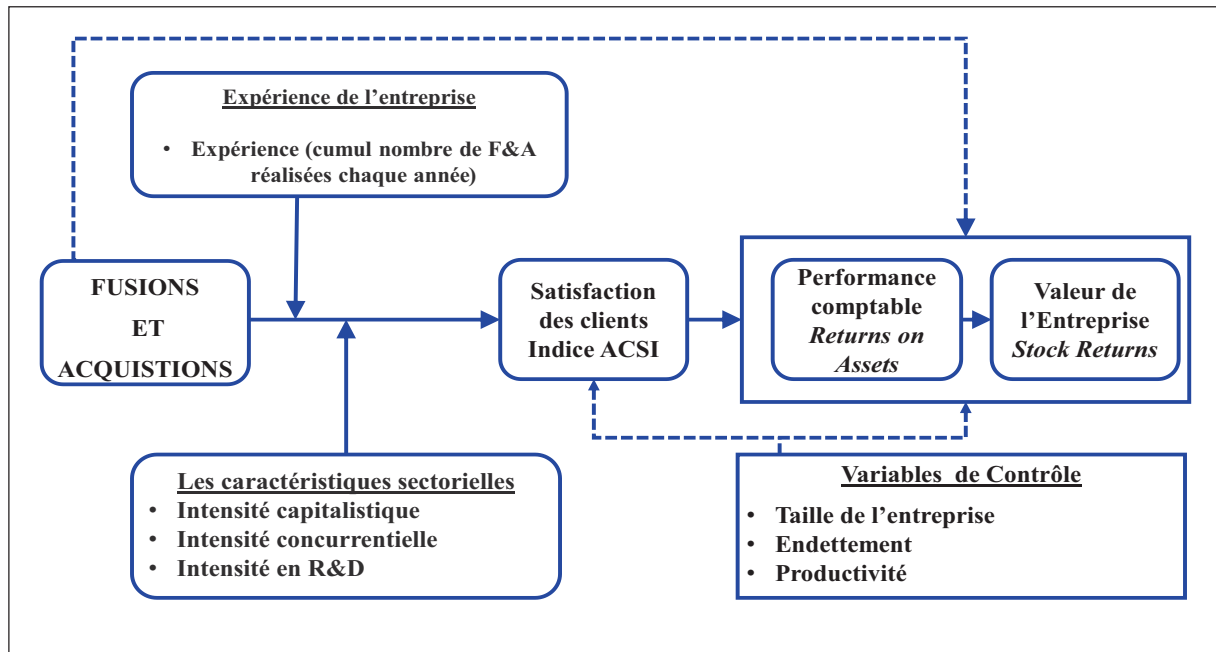 Expérience de l'entreprise
• Expérience (cumul nombre de F&A
réalisées chaque année)
FUSIONS
ET
ACQUISTIONS
Satisfaction
des clients
Indice ACSI
Performance
comptable
Returns on
Assets
Valeur de
l'Entreprise
Stock Returns
Les caractéristiques sectorielles
• Intensité capitalistique
• Intensité concurrentielle
• Intensité en R&D
Variables de Contrôle
• Taille de l'entreprise
• Endettement
• Productivité